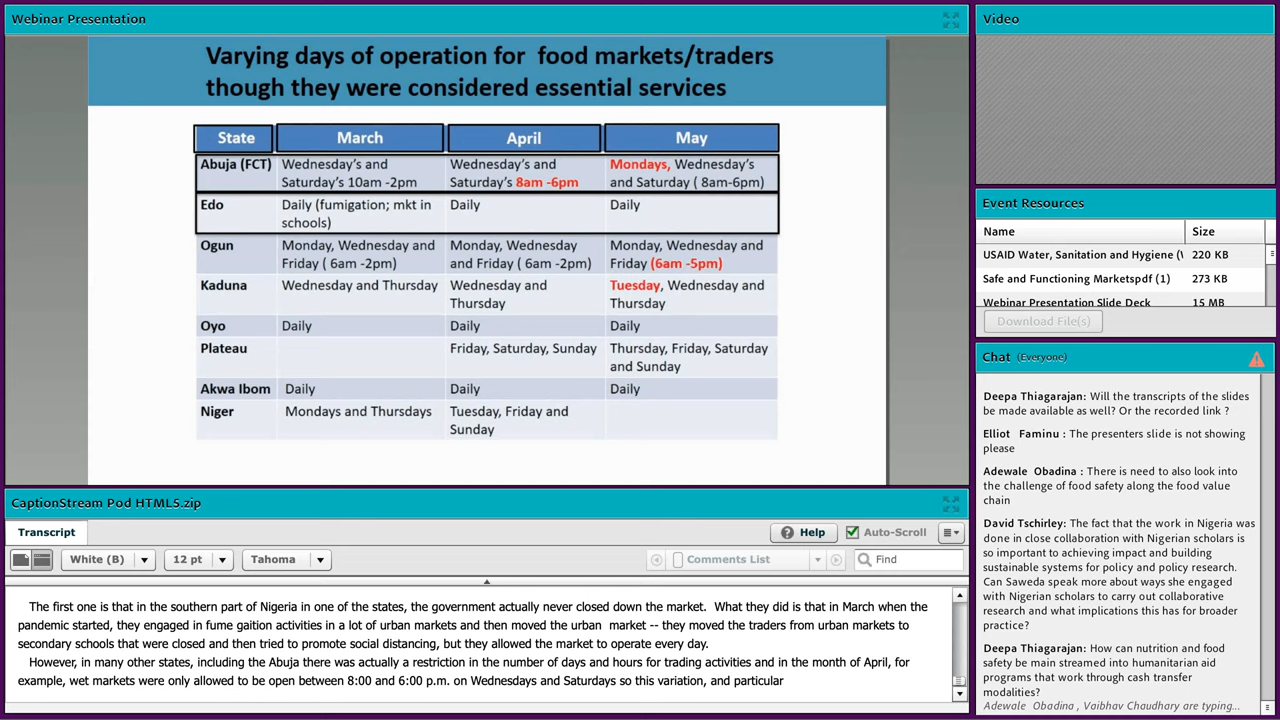 Webinar Presentation
Varying days of operation for food markets/traders
though they were considered essential services
State March April May
Abuja (FCT) Wednesday's and Wednesday's and Mondays, Wednesday's
Saturday's 10am -2pm Saturday's 8am -6pm and Saturday ( 8am-6pm)
Edo Daily (fumigation; mkt in Daily Daily
schools)
Ogun Monday, Wednesday and Monday, Wednesday Monday, Wednesday and
Friday ( 6am -2pm) and Friday ( 6am -2pm) Friday (6am -5pm)
Kaduna Wednesday and Thursday Wednesday and Tuesday, Wednesday and
Thursday Thursday
Oyo Daily Daily Daily
Plateau Friday, Saturday, Sunday Thursday, Friday, Saturday
and Sunday
Akwa Ibom Daily Daily Daily
Niger Mondays and Thursdays Tuesday, Friday and
Sunday
CaptionStream Pod HTML5.zip
Transcript Help Auto-Scroll
White (B) 12 pt Tahoma Comments List Find
The first one is that in the southern part of Nigeria in one of the states, the government actually never closed down the market. What they did is that in March when the
pandemic started, they engaged in fume gaition activities in a lot of urban markets and then moved the urban market -- they moved the traders from urban markets to
secondary schools that were closed and then tried to promote social distancing, but they allowed the market to operate every day.
However, in many other states, including the Abuja there was actually a restriction in the number of days and hours for trading activities and in the month of April, for
example, wet markets were only allowed to be open between 8:00 and 6:00 p.m. on Wednesdays and Saturdays so this variation, and particular
Video
Event Resources
Name Size
USAID Water, Sanitation and Hygiene (\ 220 KB
Safe and Functioning Marketspdf (1) 273 KB
Webinar Presentation Slide Deck 15 MB
Download File(s)
Chat (Everyone)
Deepa Thiagarajan: Will the transcripts of the slides
be made available as well? Or the recorded link ?
Elliot Faminu : The presenters slide is not showing
please
Adewale Obadina : There is need to also look into
the challenge of food safety along the food value
chain
David Tschirley: The fact that the work in Nigeria was
done in close collaboration with Nigerian scholars is
so important to achieving impact and building
sustainable systems for policy and policy research.
Can Saweda speak more about ways she engaged
with Nigerian scholars to carry out collaborative
research and what implications this has for broader
practice?
Deepa Thiagarajan: How can nutrition and food
safety be main streamed into humanitarian aid
programs that work through cash transfer
modalities?
Adewale Obadina , Vaibhav Chaudhary are typing...